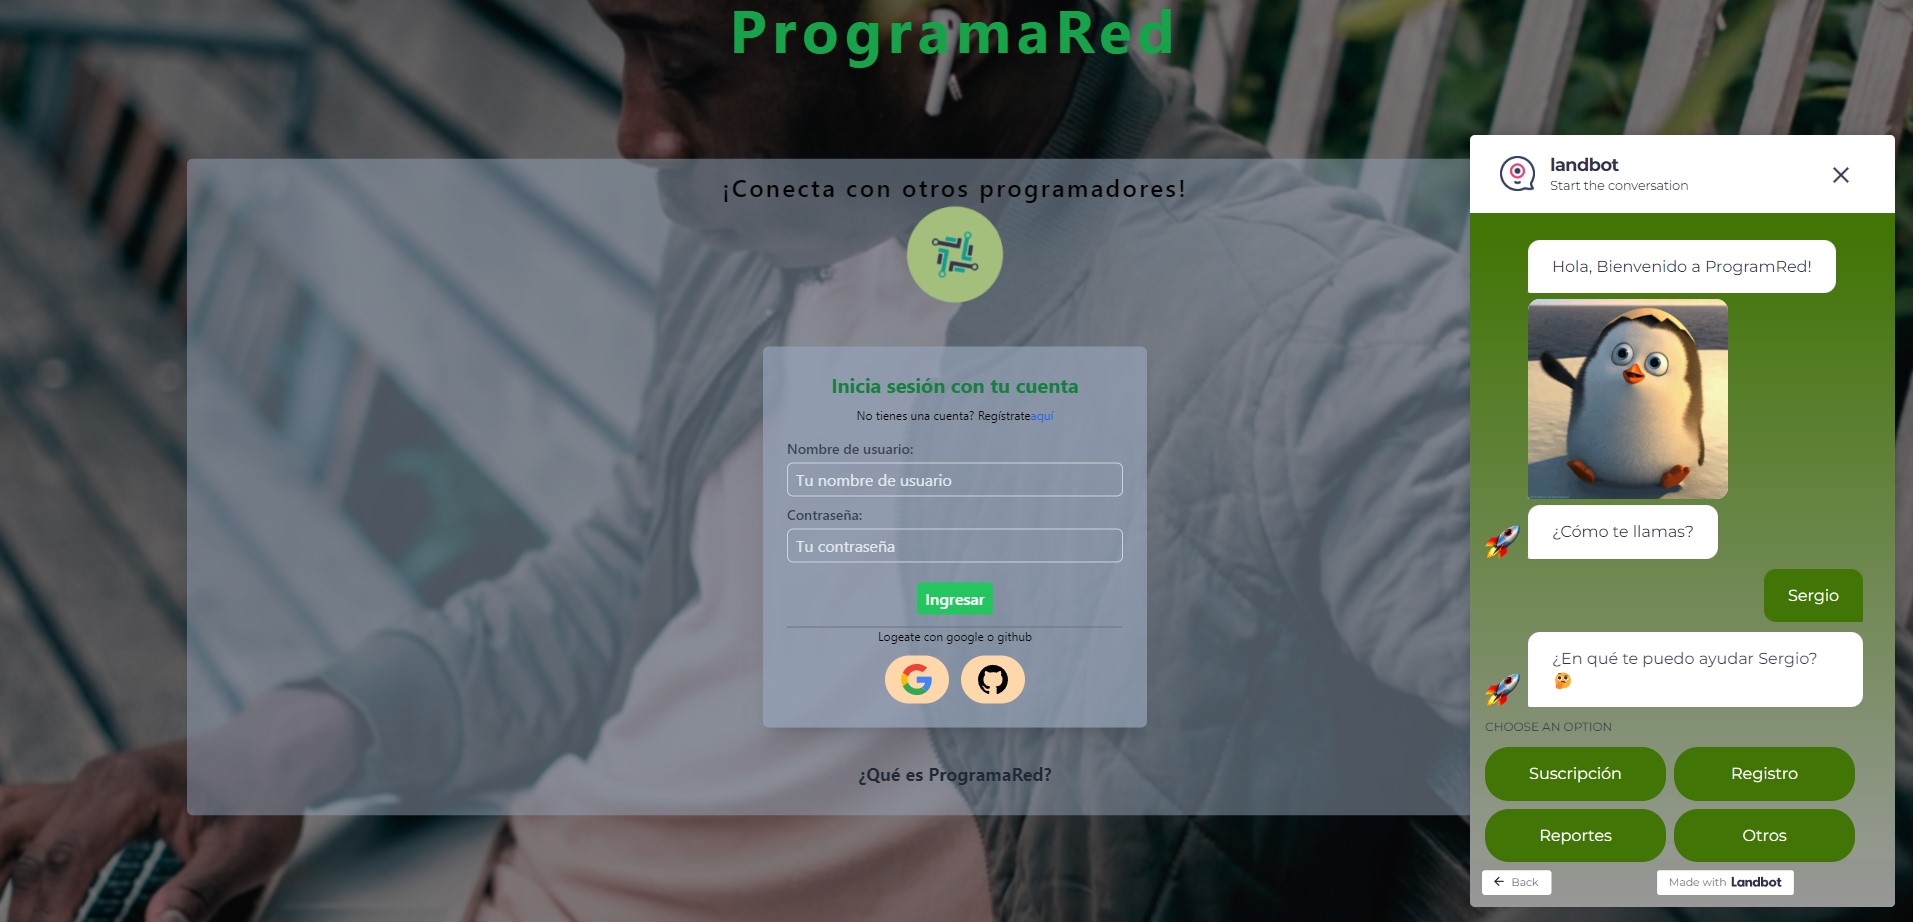 ProgramaRed
¡Conecta con otros programadores!
Inicia sesión con tu cuenta
No tienes una cuenta? Regístrateaquí
Nombre de usuario:
Tu nombre de usuario
Contraseña:
Tu contraseña
Ingresar
Logeate con google o github
¿Qué es ProgramaRed?
landbot
Start the conversation
Hola, Bienvenido a ProgramRed!
¿Cómo te llamas?
Sergio
¿En qué te puedo ayudar Sergio?
🤔
CHOOSE AN OPTION
Suscripción
Registro
Reportes
Otros
Back
Made with Landbot